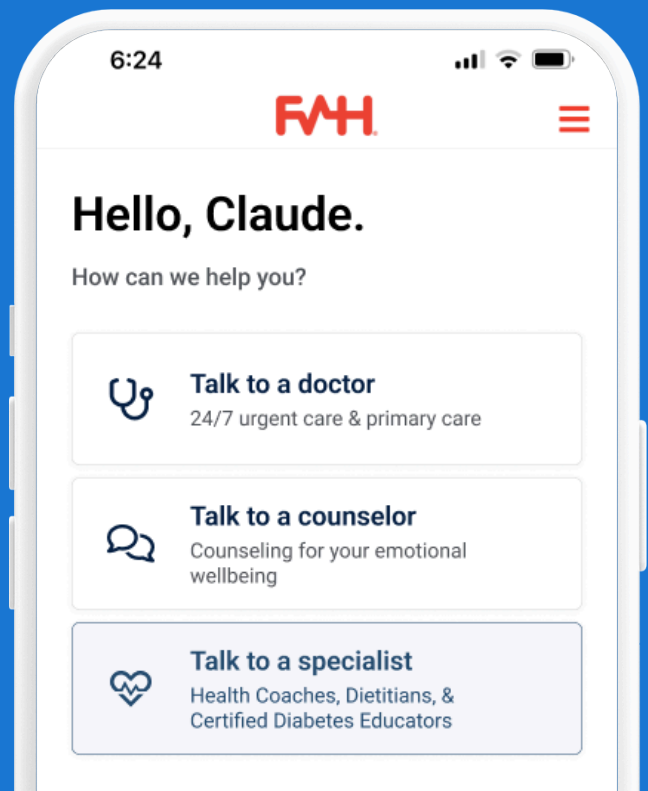 6:24
FVAH
Hello, Claude.
How can we help you?
Talk to a doctor
24/7 urgent care & primary care
Talk to a counselor
Counseling for your emotional
wellbeing
Talk to a specialist
Health Coaches, Dietitians, &
Certified Diabetes Educators